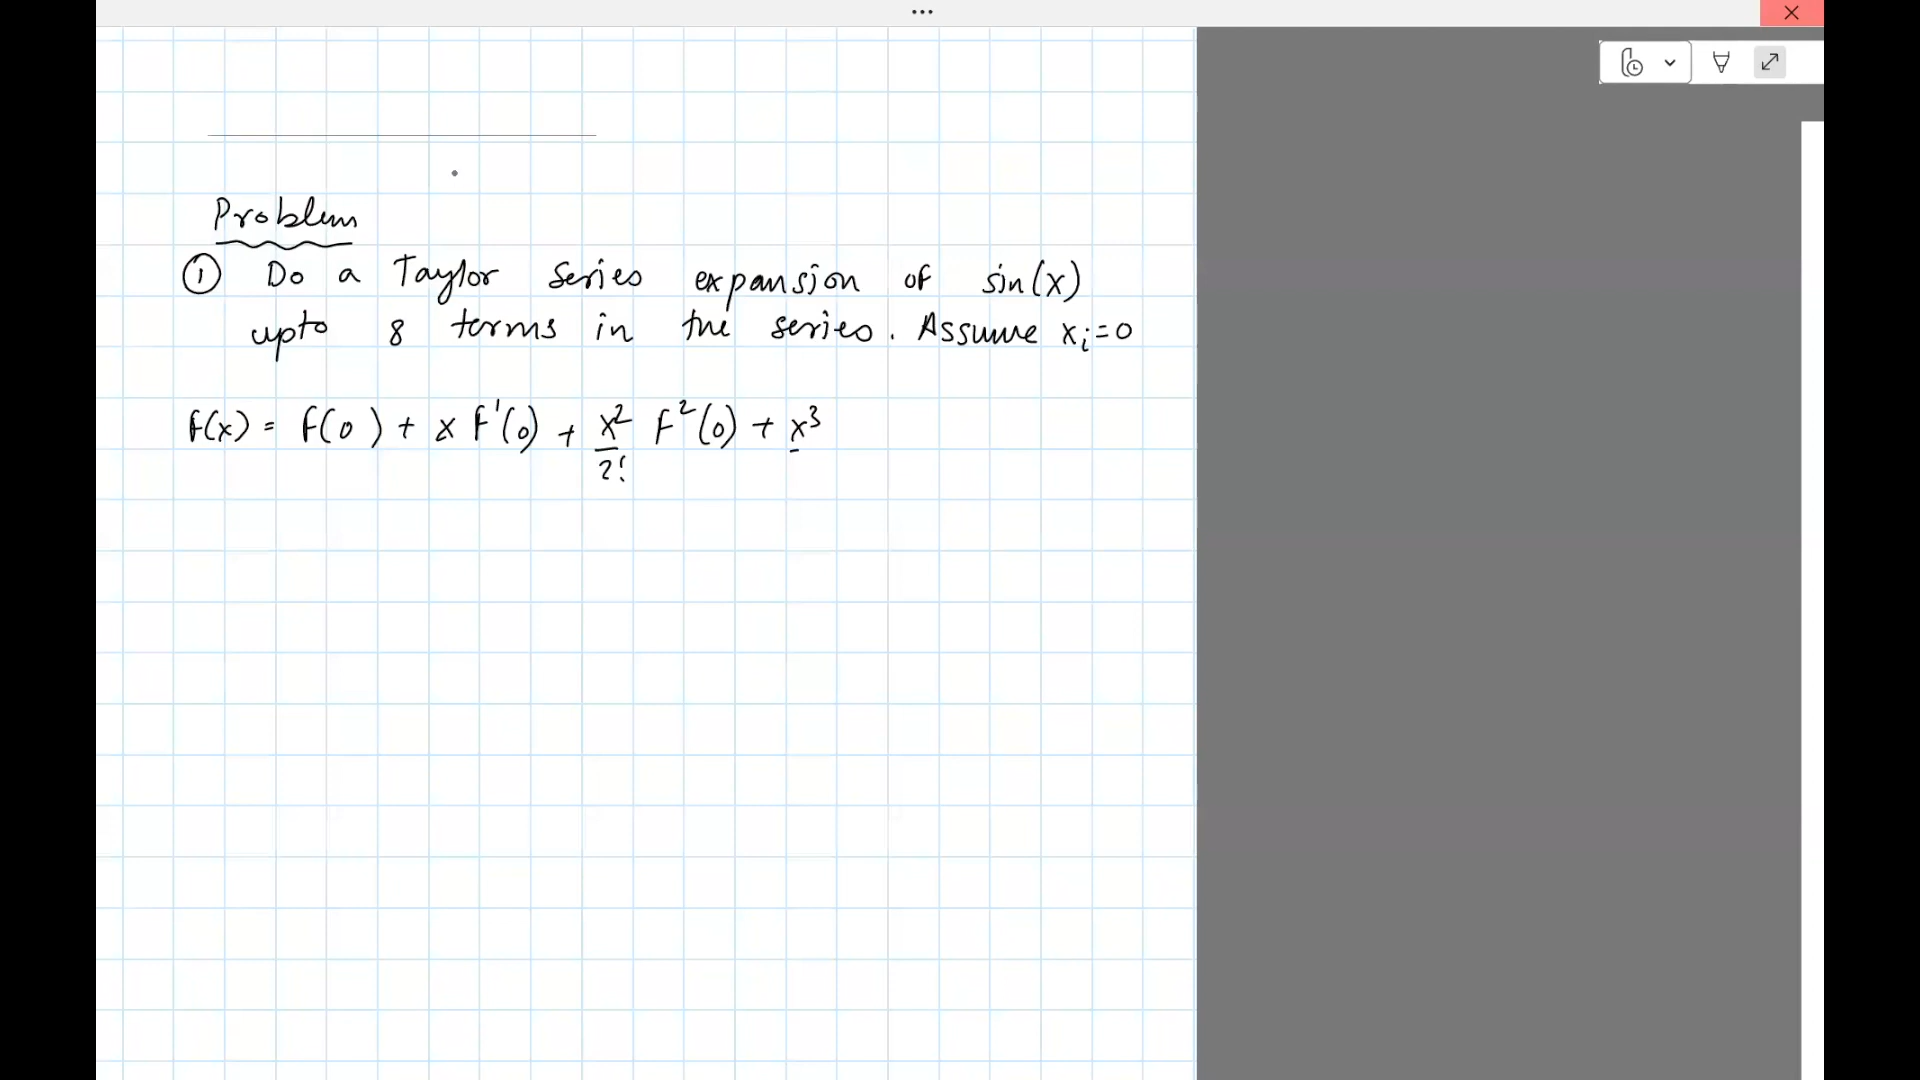 Problem
① Do a Taylor Series expansion of sin(x)
upto 8 terms in the series. Assume xᵢ=0
f(x) = f(0) + x f'(0) + x²/2! f²(0) + x³